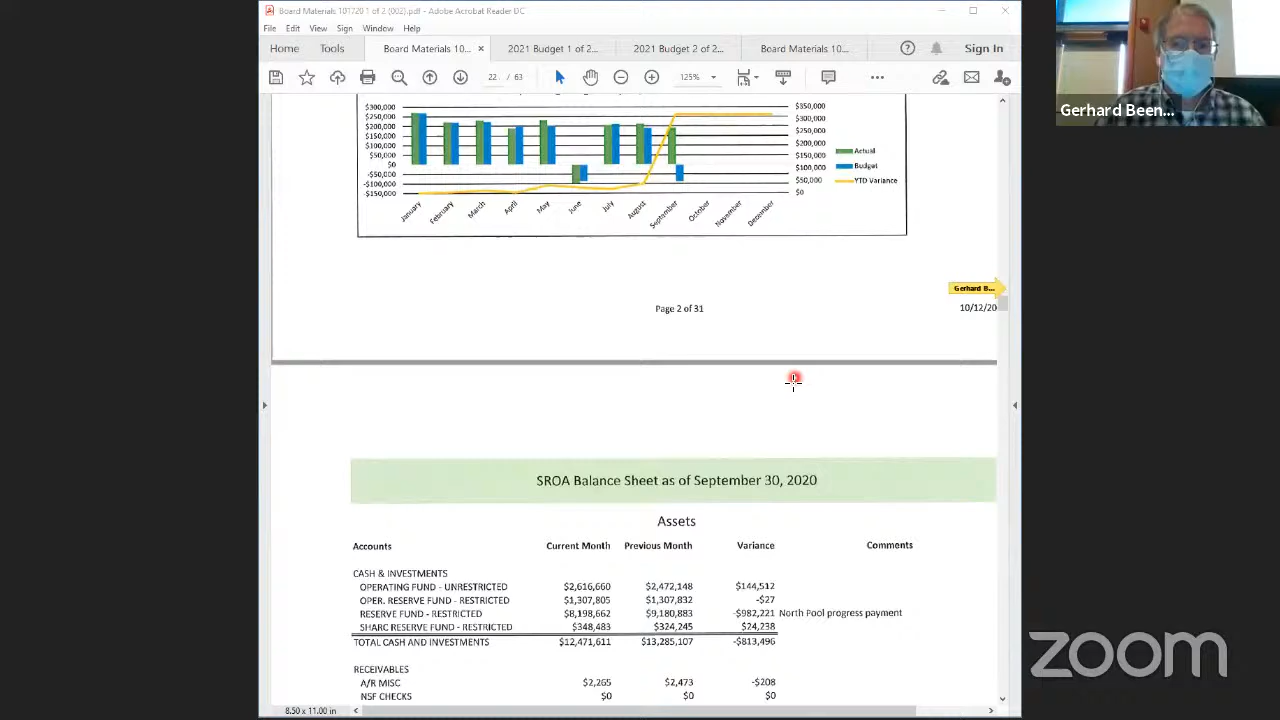 Board Materials 101720 1 of 2 (002).pdf - Adobe Acrobat Reader DC
File Edit View Sign Window Help
Home Tools Board Materials 10... × 2021 Budget 1 of 2... 2021 Budget 2 of 2... Board Materials 10... Sign In
22 / 63 125%
Gerhard Been...
$300,000 $350,000
$250,000 $300,000
$200,000 $250,000
$150,000 $200,000
$100,000 $150,000
$50,000 $100,000
$0 $50,000
-$50,000 $0
-$100,000
-$150,000
Actual
Budget
YTD Variance
January February March April May June July August September October November December
Gerhard B...
Page 2 of 31 10/12/20
SROA Balance Sheet as of September 30, 2020
Assets
Accounts Current Month Previous Month Variance Comments
CASH & INVESTMENTS
OPERATING FUND - UNRESTRICTED $2,616,660 $2,472,148 $144,512
OPER. RESERVE FUND - RESTRICTED $1,307,805 $1,307,832 -$27
RESERVE FUND - RESTRICTED $8,198,662 $9,180,883 -$982,221 North Pool progress payment
SHARC RESERVE FUND - RESTRICTED $348,483 $324,245 $24,238
TOTAL CASH AND INVESTMENTS $12,471,611 $13,285,107 -$813,496
RECEIVABLES
A/R MISC $2,265 $2,473 -$208
NSF CHECKS $0 $0 $0
8.50 x 11.00 in
zoom